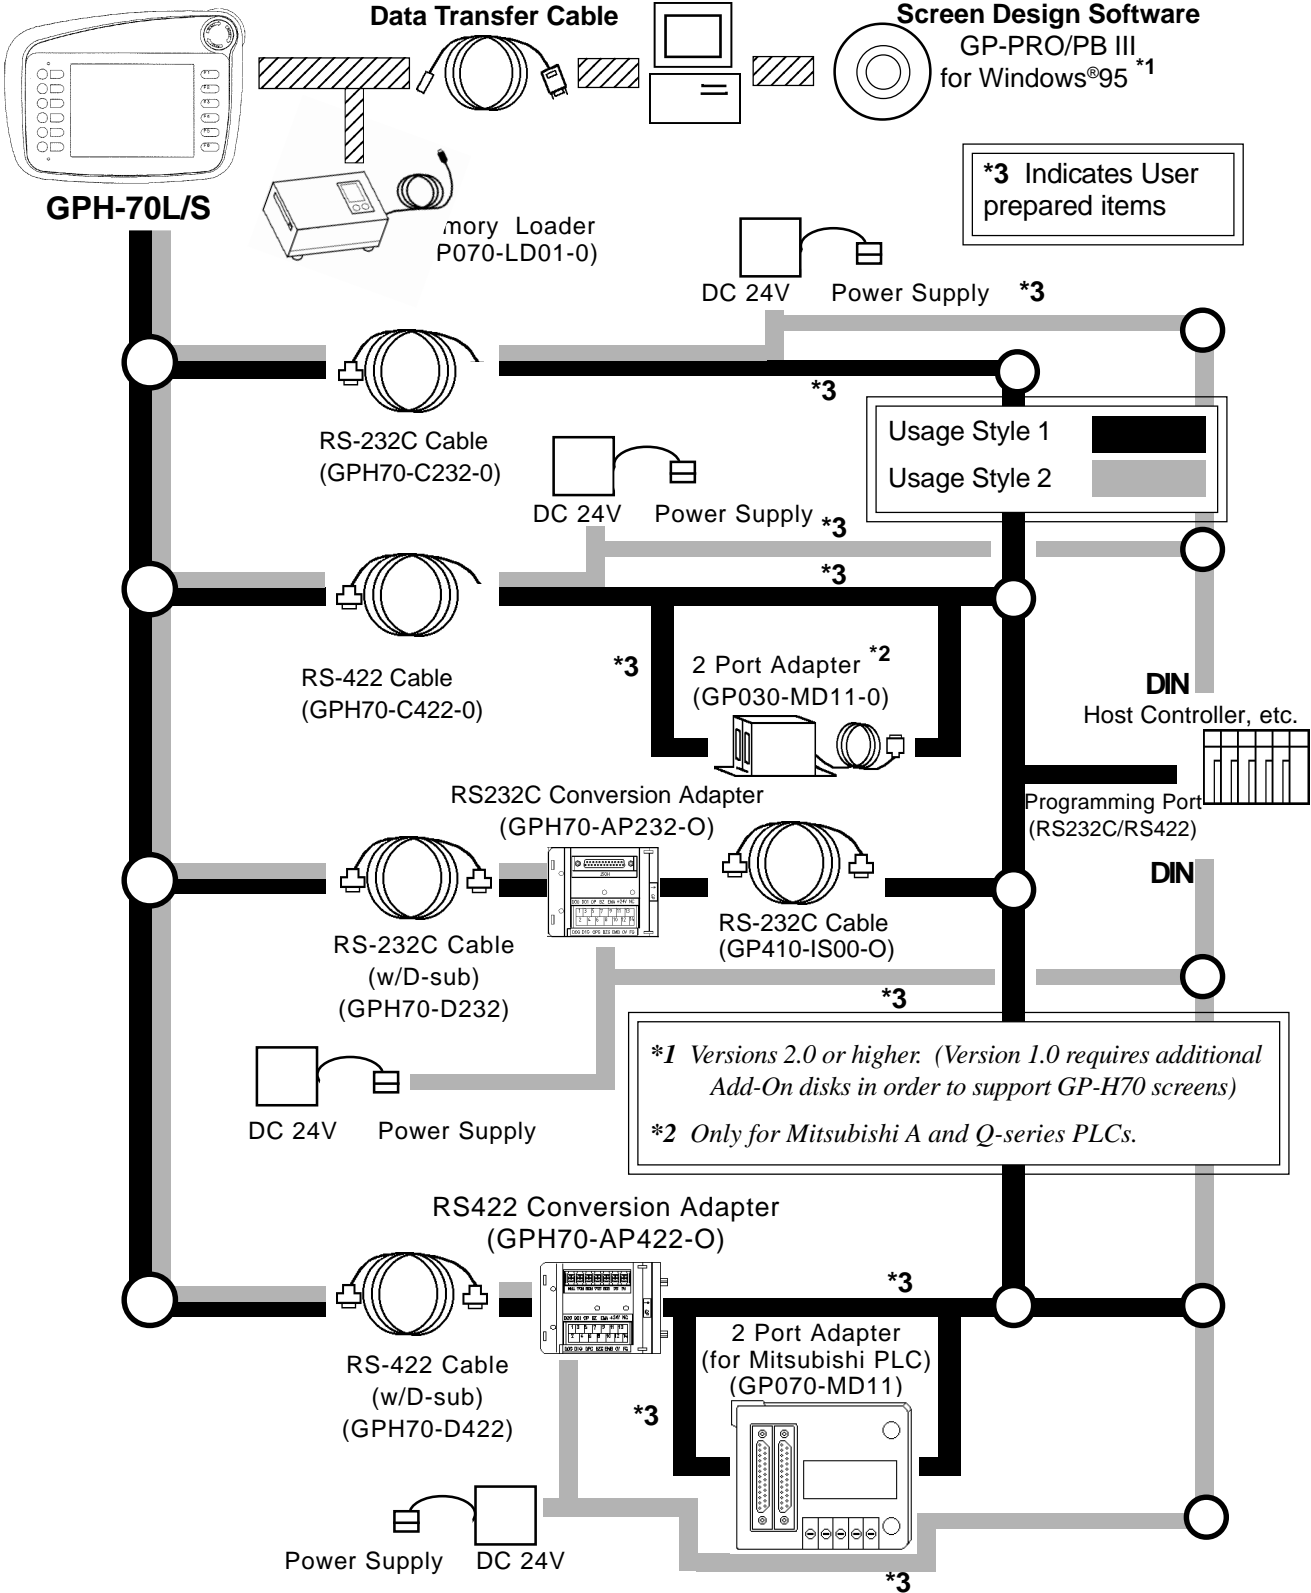 Data Transfer Cable
Screen Design Software
GP-PRO/PB III
for Windows®95 *1
GPH-70L/S
*3 Indicates User
prepared items
mory Loader
P070-LD01-0)
DC 24V Power Supply *3
*3
RS-232C Cable
(GPH70-C232-0)
Usage Style 1
Usage Style 2
DC 24V Power Supply *3
*3
RS-422 Cable
(GPH70-C422-0)
*3
2 Port Adapter *2
(GP030-MD11-0)
DIN
Host Controller, etc.
Programming Port
(RS232C/RS422)
DIN
RS232C Conversion Adapter
(GPH70-AP232-O)
RS-232C Cable
(w/D-sub)
(GPH70-D232)
RS-232C Cable
(GP410-IS00-O)
*3
DC 24V Power Supply
*1 Versions 2.0 or higher. (Version 1.0 requires additional
Add-On disks in order to support GP-H70 screens)
*2 Only for Mitsubishi A and Q-series PLCs.
RS422 Conversion Adapter
(GPH70-AP422-O)
*3
RS-422 Cable
(w/D-sub)
(GPH70-D422)
*3
2 Port Adapter
(for Mitsubishi PLC)
(GP070-MD11)
Power Supply DC 24V
*3